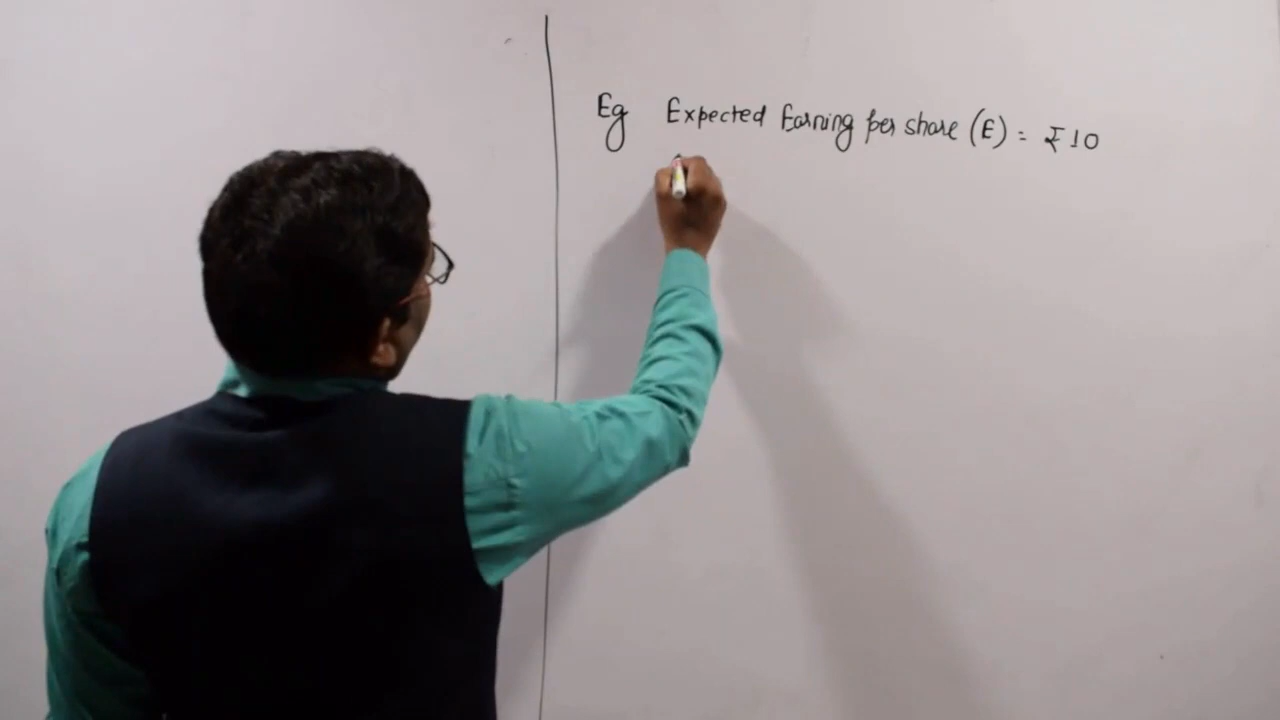 Eg Expected Earning per share (E) = ₹10